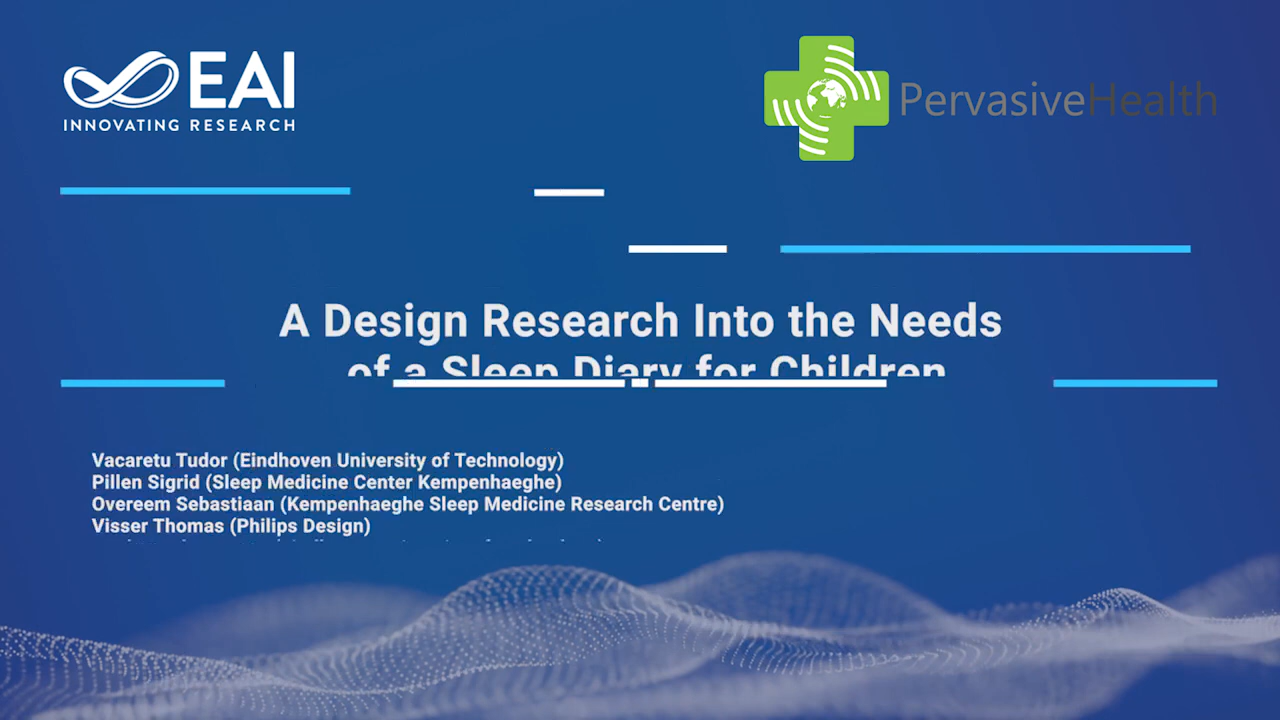 EAI
INNOVATING RESEARCH
PervasiveHealth
A Design Research Into the Needs
of a Sleep Diary for Children
Vacaretu Tudor (Eindhoven University of Technology)
Pillen Sigrid (Sleep Medicine Center Kempenhaeghe)
Overeem Sebastiaan (Kempenhaeghe Sleep Medicine Research Centre)
Visser Thomas (Philips Design)